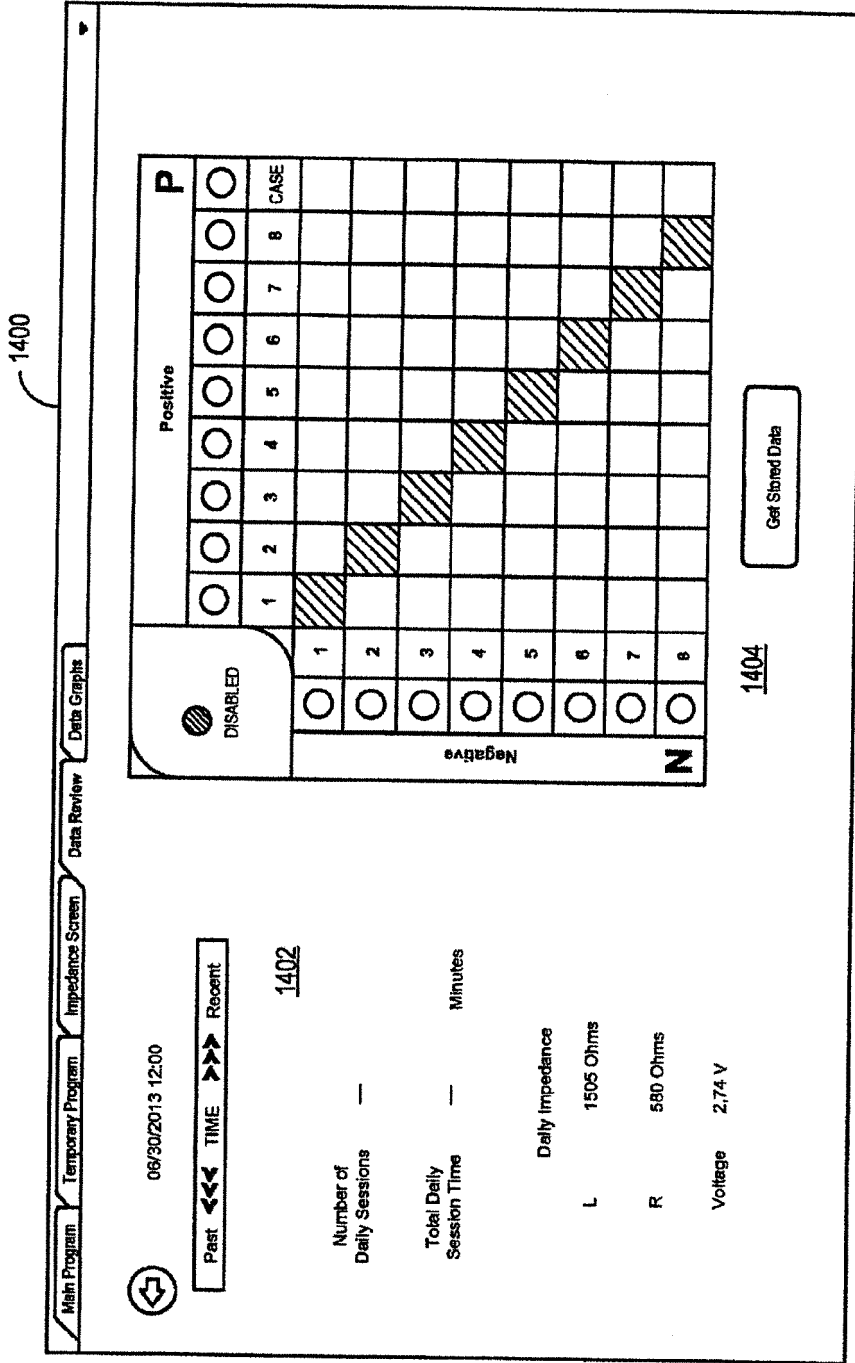 1400
Main Program
Temporary Program
Impedance Screen
Data Review
Data Graphs
06/30/2013 12:00
Past <<< TIME >>> Recent
1402
Number of
Daily Sessions —
Total Daily
Session Time — Minutes
Daily Impedance
L 1505 Ohms
R 580 Ohms
Voltage 2,74 V
DISABLED
Positive P
1 2 3 4 5 6 7 8 CASE
Negative
N
1
2
3
4
5
6
7
8
1404
Get Stored Data